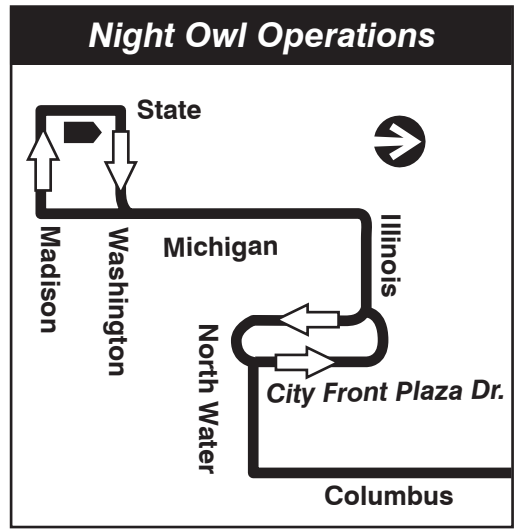 Night Owl Operations
State
Madison
Washington
Michigan
Illinois
North Water
City Front Plaza Dr.
Columbus